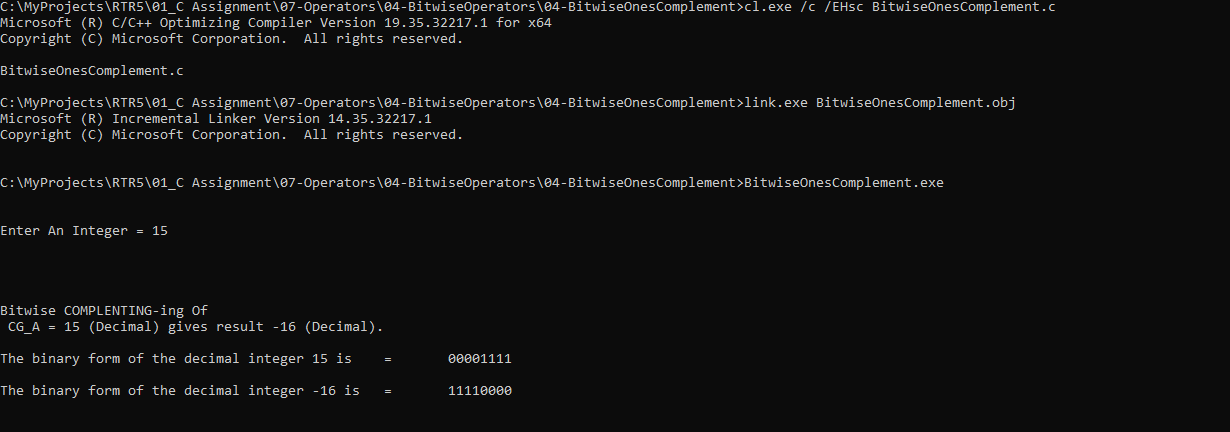 C:\MyProjects\RTR5\01_C Assignment\07-Operators\04-BitwiseOperators\04-BitwiseOnesComplement>cl.exe /c /EHsc BitwiseOnesComplement.c
Microsoft (R) C/C++ Optimizing Compiler Version 19.35.32217.1 for x64
Copyright (C) Microsoft Corporation.  All rights reserved.
BitwiseOnesComplement.c
C:\MyProjects\RTR5\01_C Assignment\07-Operators\04-BitwiseOperators\04-BitwiseOnesComplement>link.exe BitwiseOnesComplement.obj
Microsoft (R) Incremental Linker Version 14.35.32217.1
Copyright (C) Microsoft Corporation.  All rights reserved.
C:\MyProjects\RTR5\01_C Assignment\07-Operators\04-BitwiseOperators\04-BitwiseOnesComplement>BitwiseOnesComplement.exe
Enter An Integer = 15
Bitwise COMPLENTING-ing Of
 CG_A = 15 (Decimal) gives result -16 (Decimal).
The binary form of the decimal integer 15 is    =       00001111
The binary form of the decimal integer -16 is   =       11110000